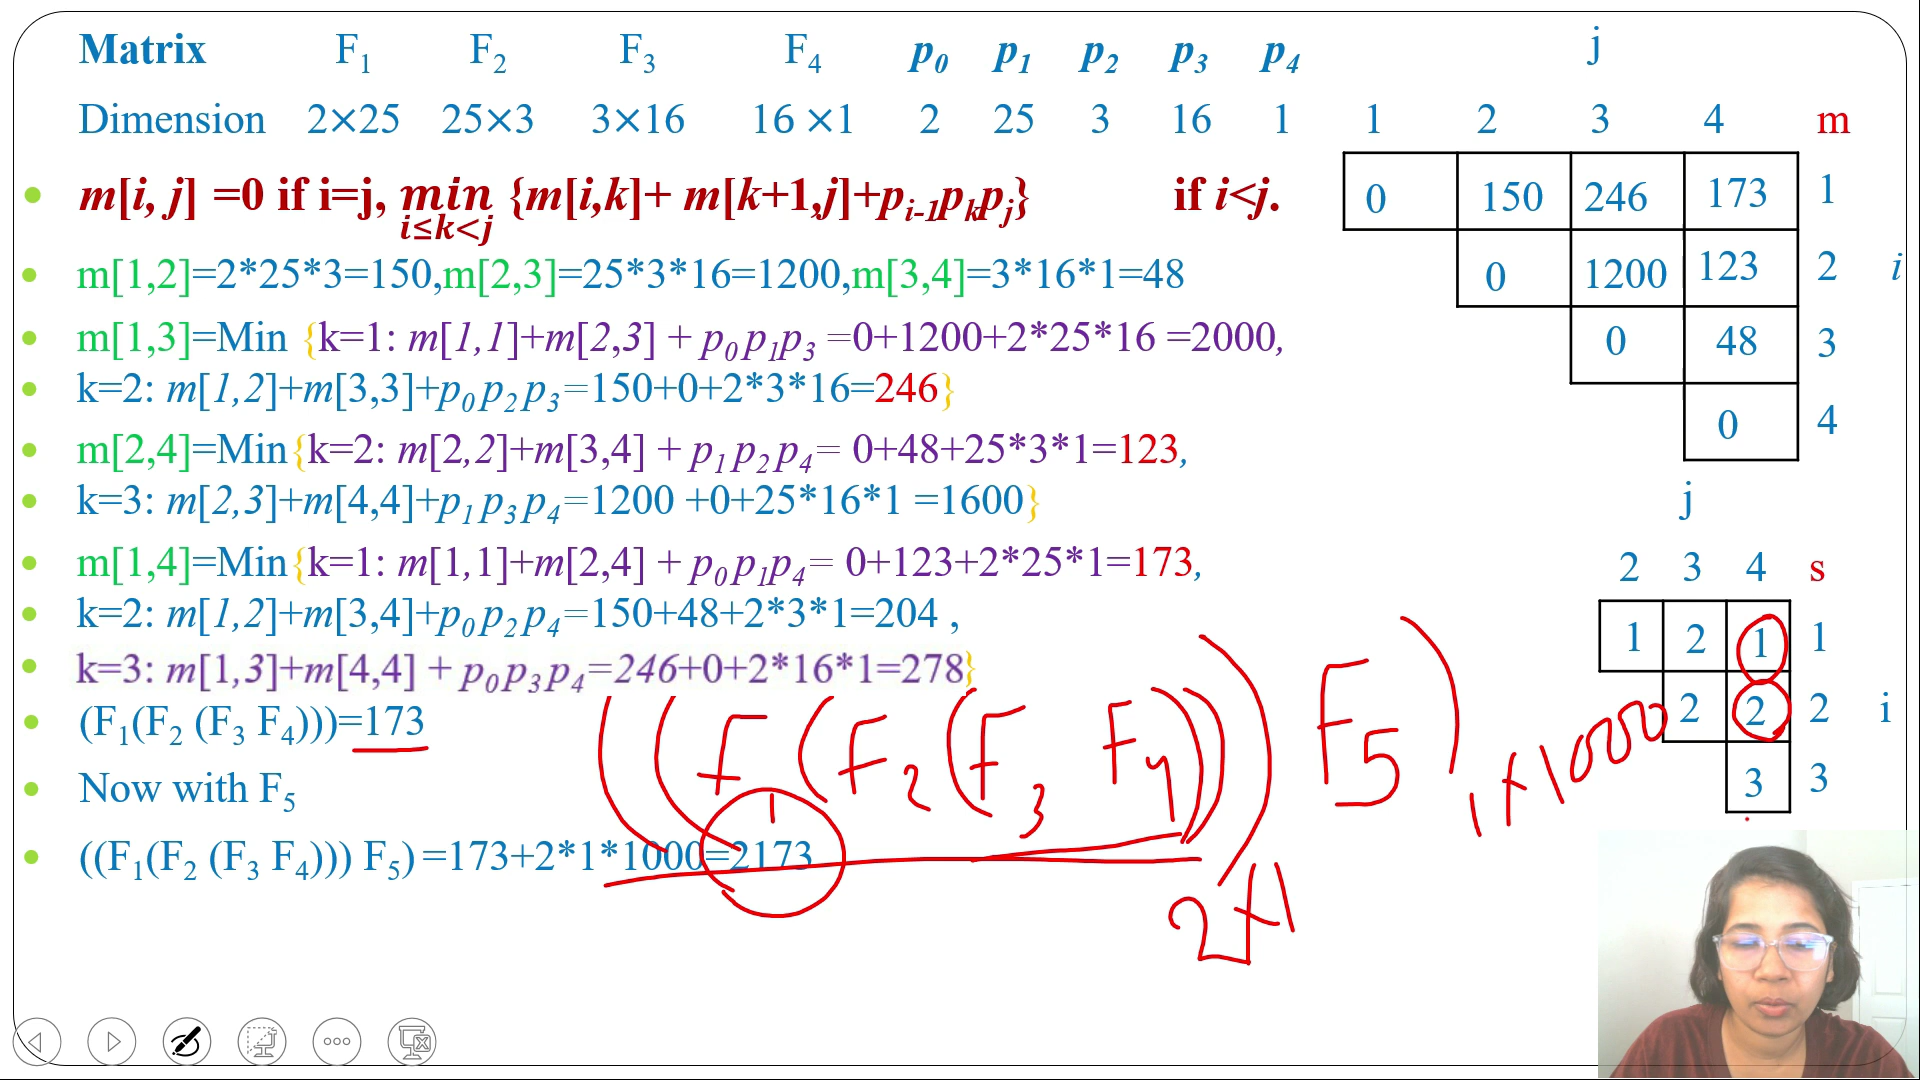 Matrix F1 F2 F3 F4 p0 p1 p2 p3 p4 j
Dimension 2×25 25×3 3×16 16 ×1 2 25 3 16 1 1 2 3 4 m
m[i, j] =0 if i=j, min i≤k<j {m[i,k]+ m[k+1,j]+pi-1pkpj} if i<j.
0 150 246 173 1
m[1,2]=2*25*3=150,m[2,3]=25*3*16=1200,m[3,4]=3*16*1=48
0 1200 123 2 i
m[1,3]=Min {k=1: m[1,1]+m[2,3] + p0p1p3 =0+1200+2*25*16 =2000,
0 48 3
k=2: m[1,2]+m[3,3]+p0p2p3=150+0+2*3*16=246}
0 4
m[2,4]=Min{k=2: m[2,2]+m[3,4] + p1p2p4= 0+48+25*3*1=123,
k=3: m[2,3]+m[4,4]+p1p3p4=1200 +0+25*16*1 =1600}
j
m[1,4]=Min{k=1: m[1,1]+m[2,4] + p0p1p4= 0+123+2*25*1=173,
2 3 4 s
k=2: m[1,2]+m[3,4]+p0p2p4=150+48+2*3*1=204 ,
1 2 1 1
k=3: m[1,3]+m[4,4] + p0p3p4=246+0+2*16*1=278}
(F1(F2 (F3 F4)))=173
2 2 2 i
((F1(F2(F3 F4))) F5) 1×1000
Now with F5
3 3
((F1(F2 (F3 F4))) F5) =173+2*1*1000=2173
2×1